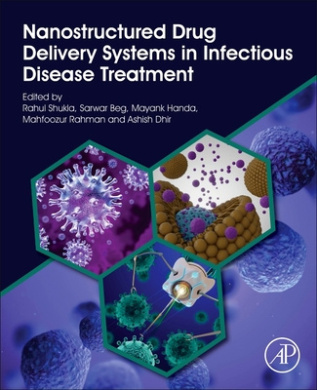 Nanostructured Drug
Delivery Systems in Infectious
Disease Treatment
Edited by
Rahul Shukla, Sarwar Beg, Mayank Handa,
Mahfoozur Rahman and Ashish Dhir
AP